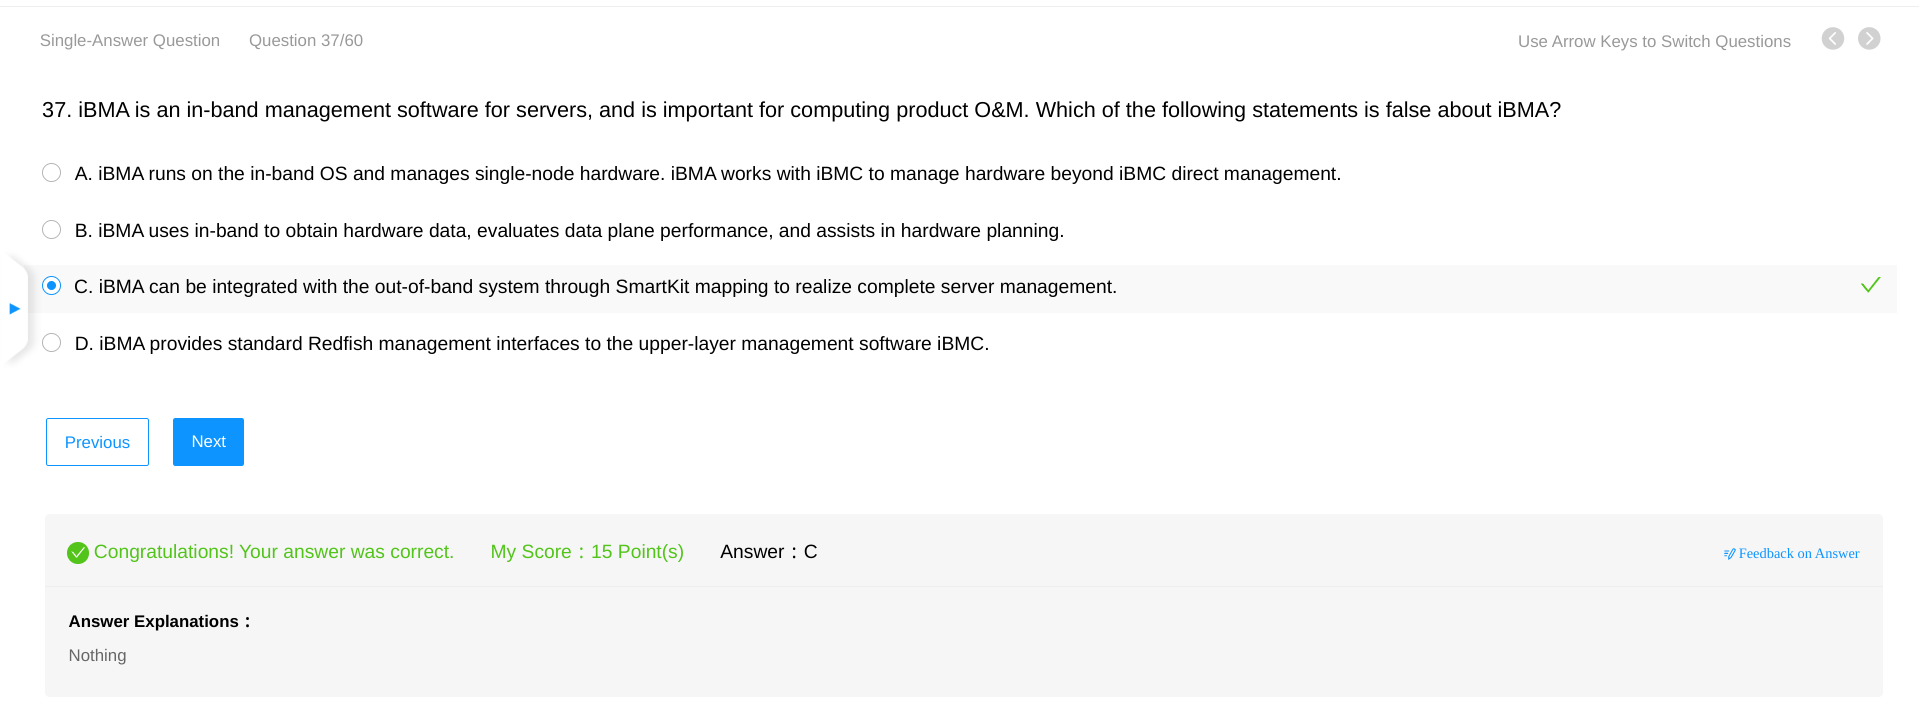 Single-Answer Question Question 37/60 Use Arrow Keys to Switch Questions
37. iBMA is an in-band management software for servers, and is important for computing product O&M. Which of the following statements is false about iBMA?
A. iBMA runs on the in-band OS and manages single-node hardware. iBMA works with iBMC to manage hardware beyond iBMC direct management.
B. iBMA uses in-band to obtain hardware data, evaluates data plane performance, and assists in hardware planning.
C. iBMA can be integrated with the out-of-band system through SmartKit mapping to realize complete server management.
D. iBMA provides standard Redfish management interfaces to the upper-layer management software iBMC.
Previous Next
Congratulations! Your answer was correct. My Score：15 Point(s) Answer：C Feedback on Answer
Answer Explanations：
Nothing